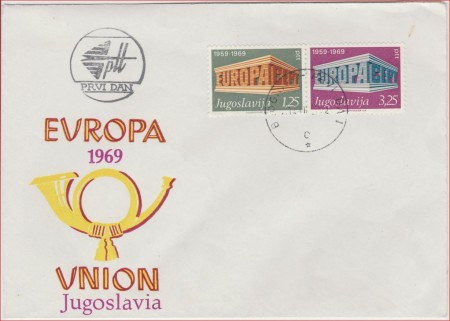 ptt
PRVI DAN
1959-1969
EUROPA CEPT
Jugoslavija 1,25
1959-1969
EUROPA CEPT
Jugoslavija 3,25
C
EVROPA
1969
VNION
Jugoslavia